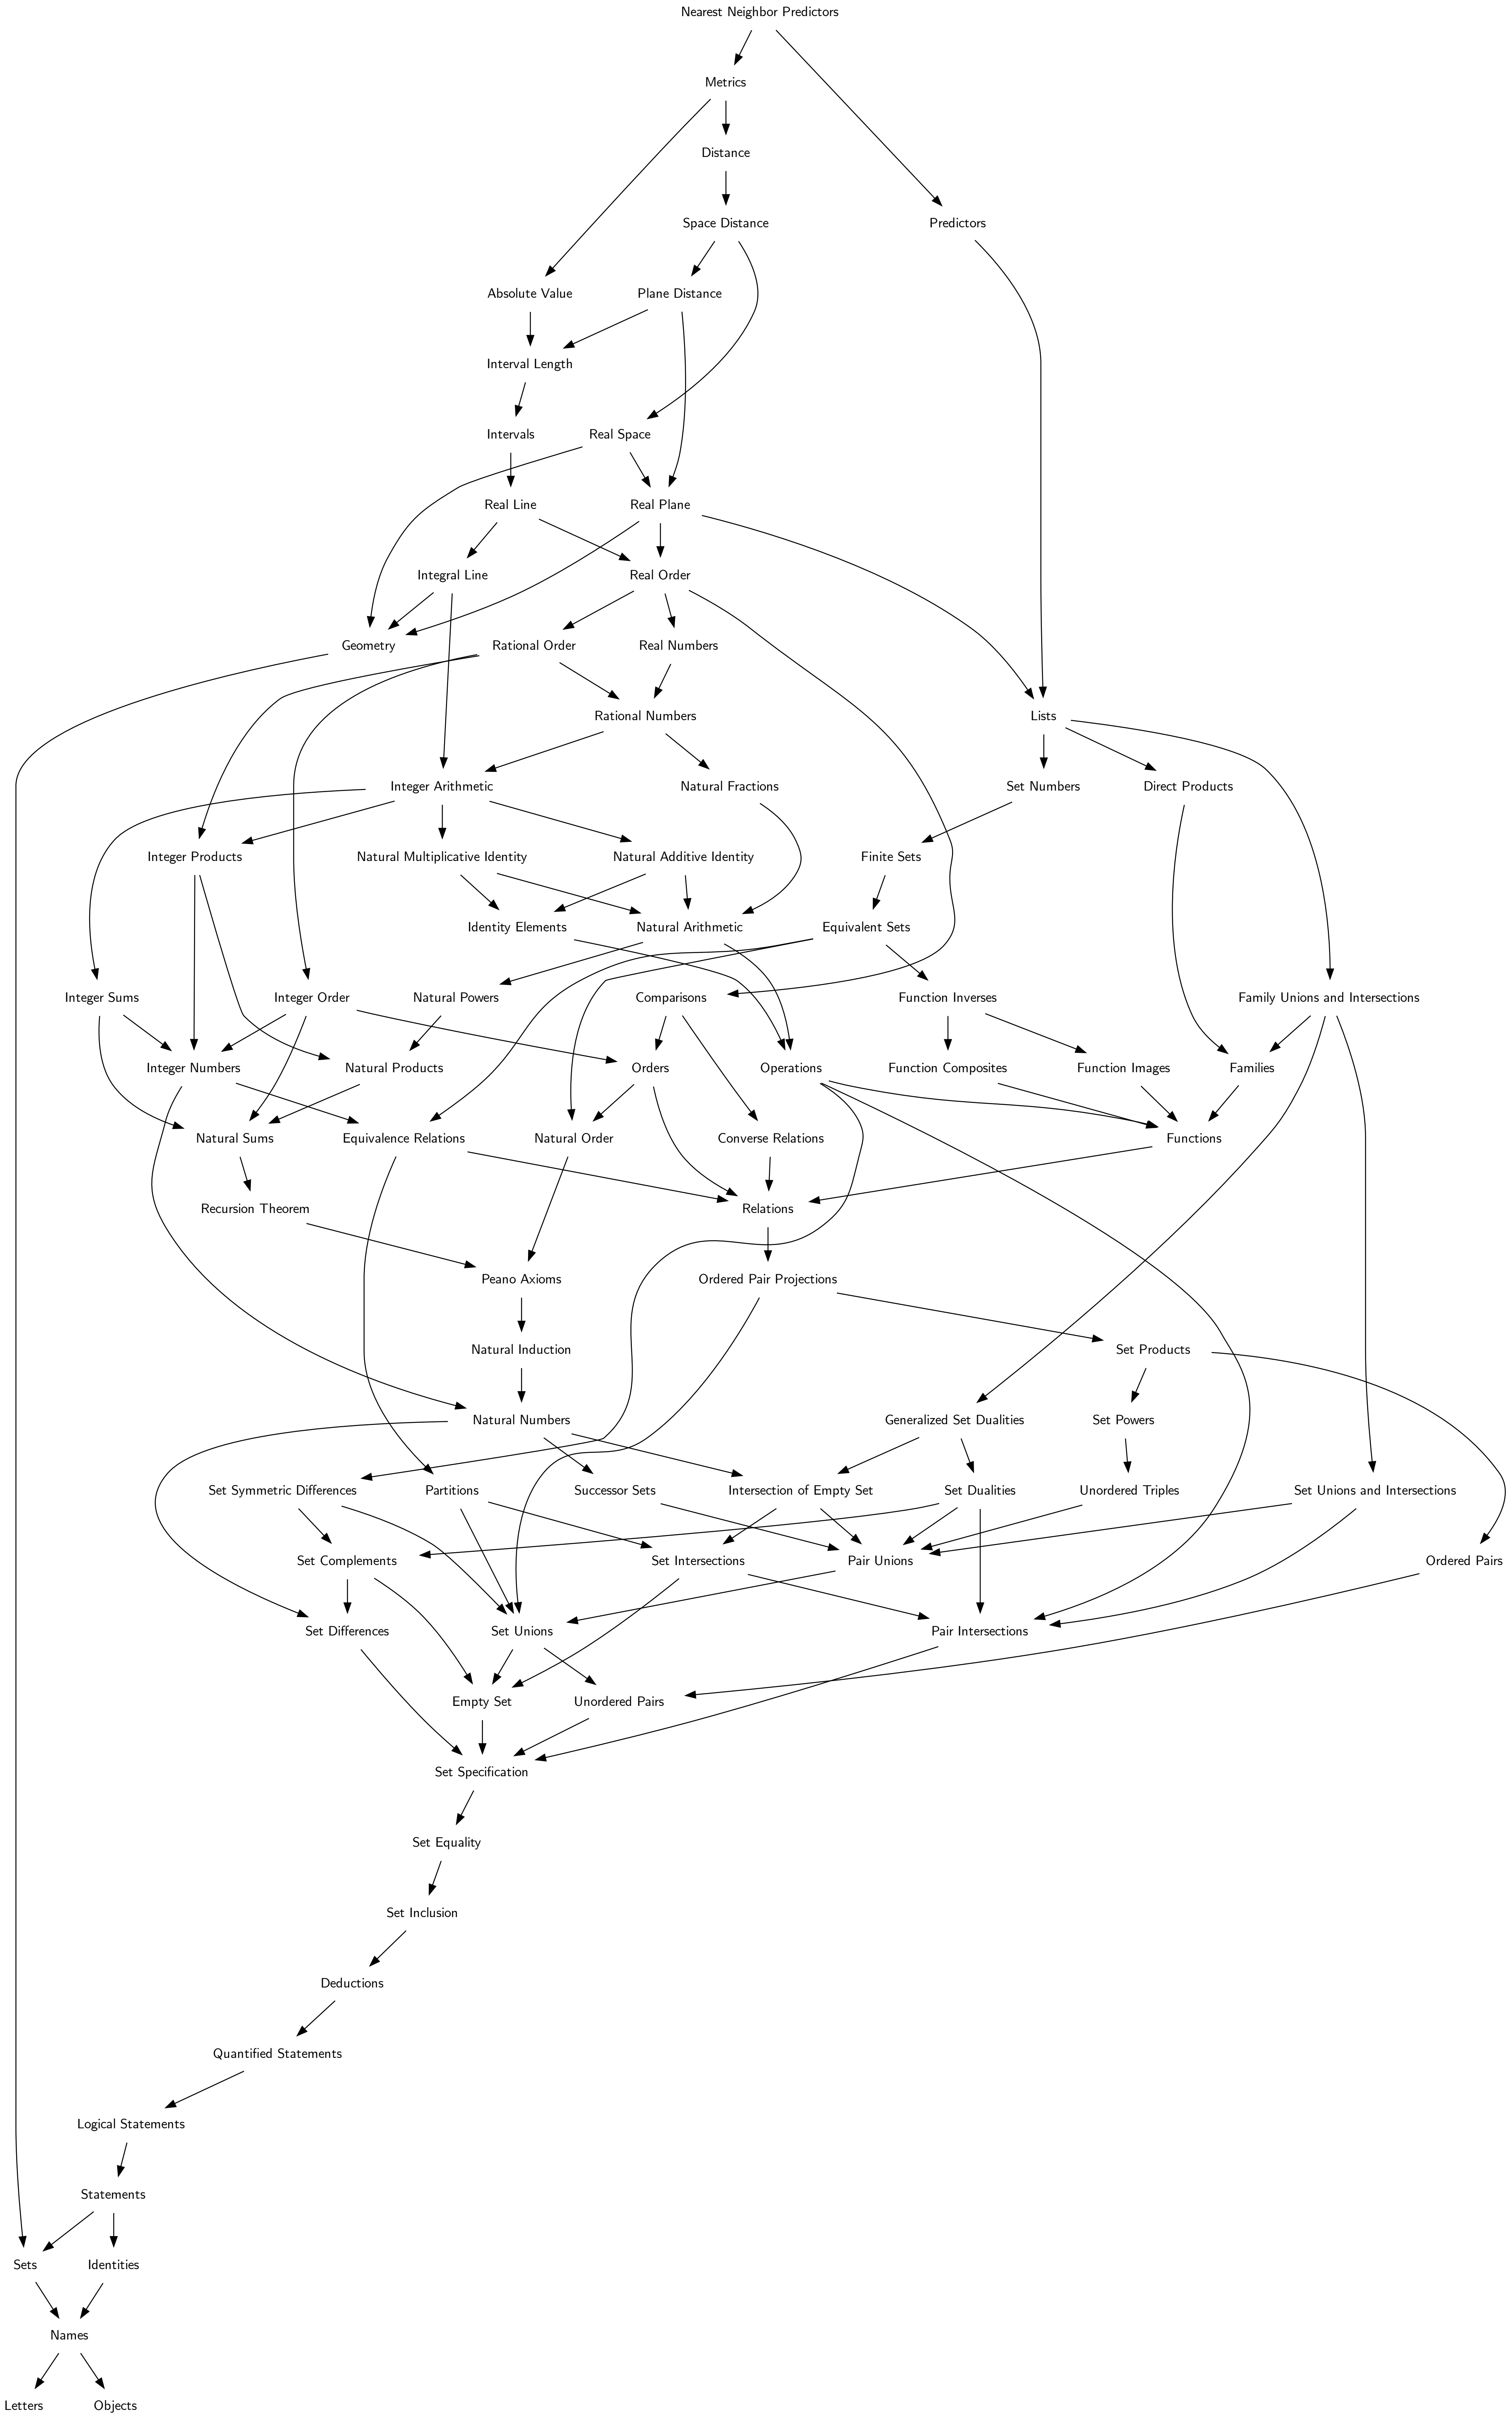 Nearest Neighbor Predictors
Metrics
Distance
Space Distance
Predictors
Absolute Value
Plane Distance
Interval Length
Intervals
Real Space
Real Line
Real Plane
Integral Line
Real Order
Geometry
Rational Order
Real Numbers
Rational Numbers
Lists
Integer Arithmetic
Natural Fractions
Set Numbers
Direct Products
Integer Products
Natural Multiplicative Identity
Natural Additive Identity
Finite Sets
Identity Elements
Natural Arithmetic
Equivalent Sets
Integer Sums
Integer Order
Natural Powers
Comparisons
Function Inverses
Family Unions and Intersections
Integer Numbers
Natural Products
Orders
Operations
Function Composites
Function Images
Families
Natural Sums
Equivalence Relations
Natural Order
Converse Relations
Functions
Recursion Theorem
Relations
Peano Axioms
Ordered Pair Projections
Natural Induction
Set Products
Natural Numbers
Generalized Set Dualities
Set Powers
Set Symmetric Differences
Partitions
Successor Sets
Intersection of Empty Set
Set Dualities
Unordered Triples
Set Unions and Intersections
Set Complements
Set Intersections
Pair Unions
Ordered Pairs
Set Differences
Set Unions
Pair Intersections
Empty Set
Unordered Pairs
Set Specification
Set Equality
Set Inclusion
Deductions
Quantified Statements
Logical Statements
Statements
Sets
Identities
Names
Letters
Objects